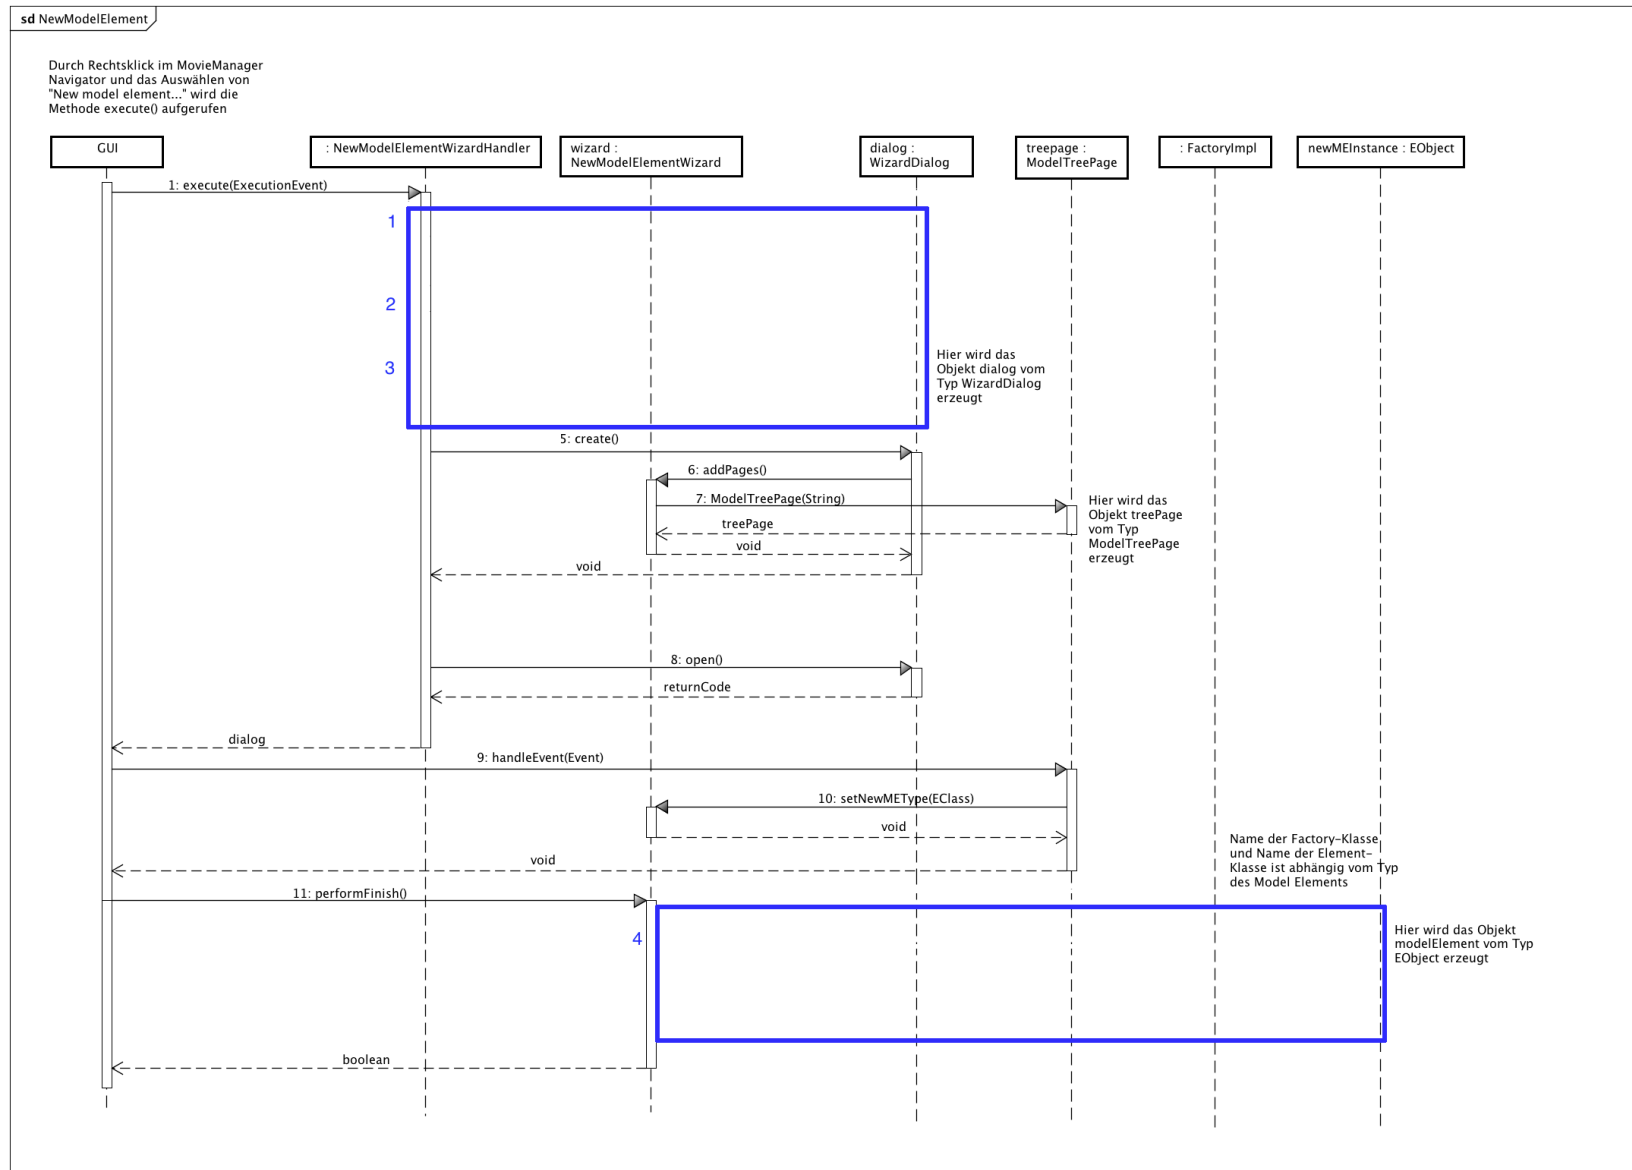 sd NewModelElement
Durch Rechtsklick im MovieManager
Navigator und das Auswählen von
"New model element..." wird die
Methode execute() aufgerufen
GUI
: NewModelElementWizardHandler
wizard :
NewModelElementWizard
dialog :
WizardDialog
treepage :
ModelTreePage
: FactoryImpl
newMEInstance : EObject
1: execute(ExecutionEvent)
1
2
3
Hier wird das
Objekt dialog vom
Typ WizardDialog
erzeugt
5: create()
6: addPages()
7: ModelTreePage(String)
Hier wird das
Objekt treePage
vom Typ
ModelTreePage
erzeugt
treePage
void
void
8: open()
returnCode
dialog
9: handleEvent(Event)
10: setNewMEType(EClass)
void
void
Name der Factory-Klasse
und Name der Element-
Klasse ist abhängig vom Typ
des Model Elements
11: performFinish()
4
Hier wird das Objekt
modelElement vom Typ
EObject erzeugt
boolean